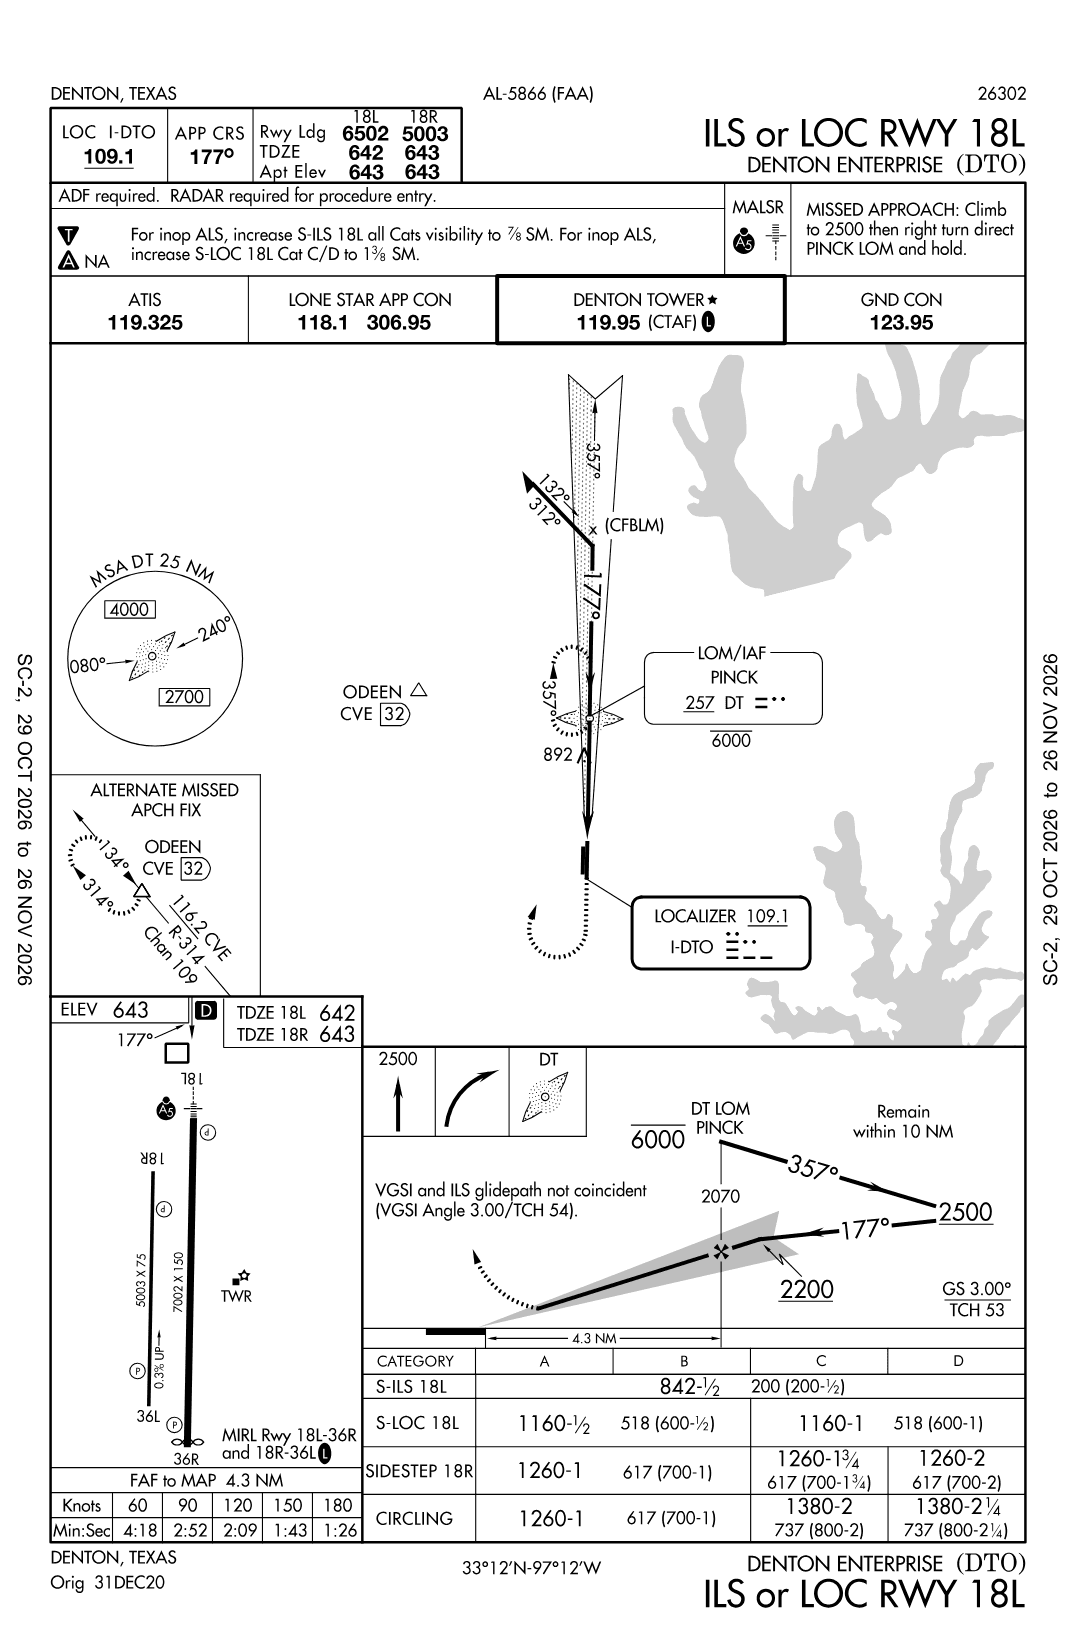 DENTON, TEXAS
AL-5866 (FAA)
26302
ILS or LOC RWY 18L
DENTON ENTERPRISE (DTO)
LOC I-DTO
109.1
APP CRS
177°
18L 18R
Rwy Ldg 6502 5003
TDZE 642 643
Apt Elev 643 643
ADF required. RADAR required for procedure entry.
T
A NA
For inop ALS, increase S-ILS 18L all Cats visibility to ⅞ SM. For inop ALS,
increase S-LOC 18L Cat C/D to 1⅜ SM.
MALSR
A5
MISSED APPROACH: Climb
to 2500 then right turn direct
PINCK LOM and hold.
ATIS
119.325
LONE STAR APP CON
118.1 306.95
DENTON TOWER★
119.95 (CTAF) L
GND CON
123.95
357°
132°
312°
x (CFBLM)
177°
MSA DT 25 NM
4000
240°
080°
2700
ODEEN
CVE 32
357°
LOM/IAF
PINCK
257 DT
6000
892
ALTERNATE MISSED
APCH FIX
134°
314°
ODEEN
CVE 32
116.2 CVE
R-314
Chan 109
LOCALIZER 109.1
I-DTO
ELEV 643
D
TDZE 18L 642
TDZE 18R 643
177°
18L
A5
P
18R
P
5003 X 75
7002 X 150
TWR
0.3% UP
P
36L
P
36R
MIRL Rwy 18L-36R
and 18R-36L L
FAF to MAP 4.3 NM
Knots 60 90 120 150 180
Min:Sec 4:18 2:52 2:09 1:43 1:26
2500
DT
VGSI and ILS glidepath not coincident
(VGSI Angle 3.00/TCH 54).
DT LOM
PINCK
6000
Remain
within 10 NM
357°
2070
2500
177°
2200
GS 3.00°
TCH 53
4.3 NM
CATEGORY A B C D
S-ILS 18L 842-½ 200 (200-½)
S-LOC 18L 1160-½ 518 (600-½) 1160-1 518 (600-1)
SIDESTEP 18R 1260-1 617 (700-1) 1260-1¾ 617 (700-1¾) 1260-2 617 (700-2)
CIRCLING 1260-1 617 (700-1) 1380-2 737 (800-2) 1380-2¼ 737 (800-2¼)
DENTON, TEXAS
Orig 31DEC20
33°12'N-97°12'W
DENTON ENTERPRISE (DTO)
ILS or LOC RWY 18L
SC-2, 29 OCT 2026 to 26 NOV 2026
SC-2, 29 OCT 2026 to 26 NOV 2026